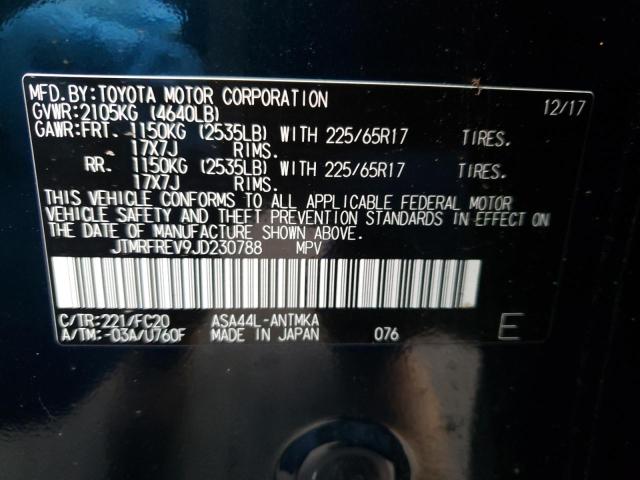 MFD.BY:TOYOTA MOTOR CORPORATION 12/17
GVWR:2105KG (4640LB)
GAWR:FRT. 1150KG (2535LB) WITH 225/65R17 TIRES.
17X7J RIMS.
RR. 1150KG (2535LB) WITH 225/65R17 TIRES.
17X7J RIMS.
THIS VEHICLE CONFORMS TO ALL APPLICABLE FEDERAL MOTOR
VEHICLE SAFETY AND THEFT PREVENTION STANDARDS IN EFFECT ON
THE DATE OF MANUFACTURE SHOWN ABOVE.
JTMRFREV9JD230788 MPV
C/TR:221/FC20 ASA44L-ANTMKA
A/TM:-03A/U760F MADE IN JAPAN 076 E